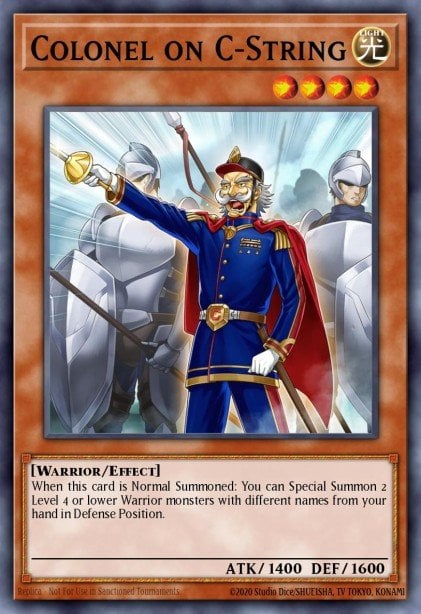 Colonel on C-String
LIGHT
光
[Warrior/Effect]
When this card is Normal Summoned: You can Special Summon 2
Level 4 or lower Warrior monsters with different names from your
hand in Defense Position.
ATK/1400 DEF/1600
Replica - Not For Use in Sanctioned Tournaments
©2020 Studio Dice/SHUEISHA, TV TOKYO, KONAMI
C